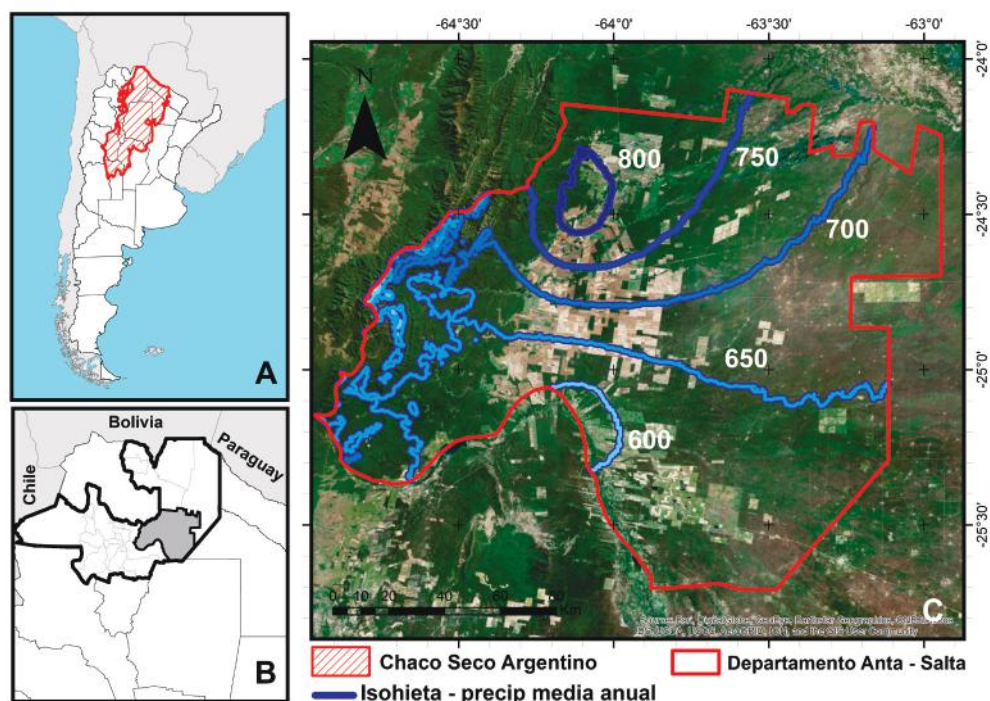 A
Bolivia
Paraguay
Chile
B
-64°30'
-64°0'
-63°30'
-63°0'
-24°0'
-24°30'
-25°0'
-25°30'
N
800
750
700
650
600
0 10 20 40 60 80
Km
C
Chaco Seco Argentino
Departamento Anta - Salta
Isohieta - precip media anual